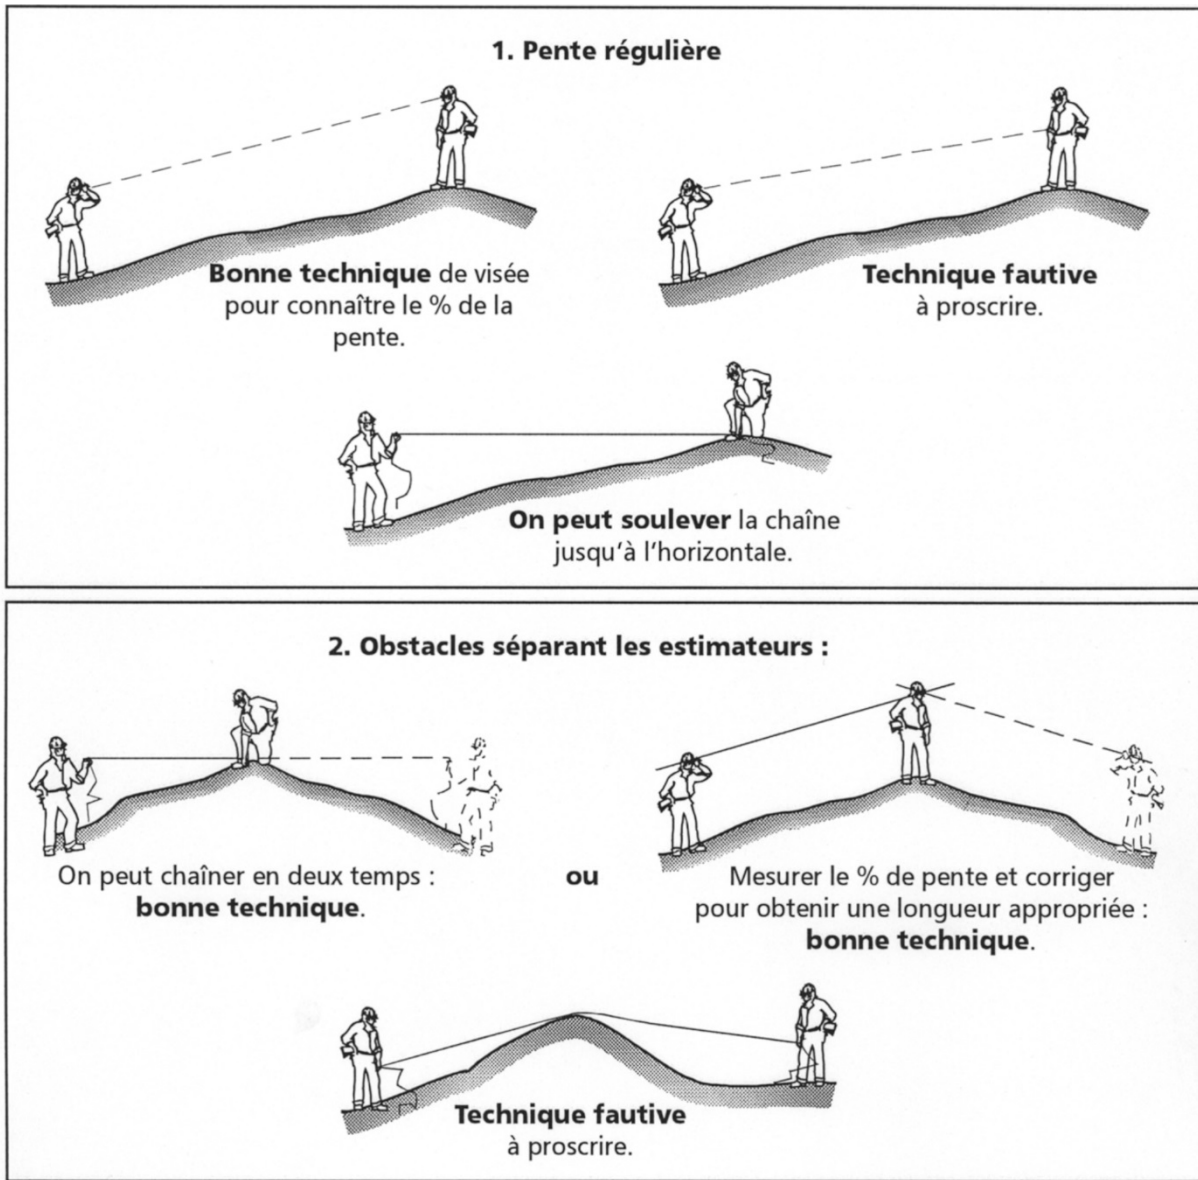 1. Pente régulière
Bonne technique de visée
pour connaître le % de la
pente.
Technique fautive
à proscrire.
On peut soulever la chaîne
jusqu'à l'horizontale.
2. Obstacles séparant les estimateurs :
On peut chaîner en deux temps :
bonne technique.
ou
Mesurer le % de pente et corriger
pour obtenir une longueur appropriée :
bonne technique.
Technique fautive
à proscrire.